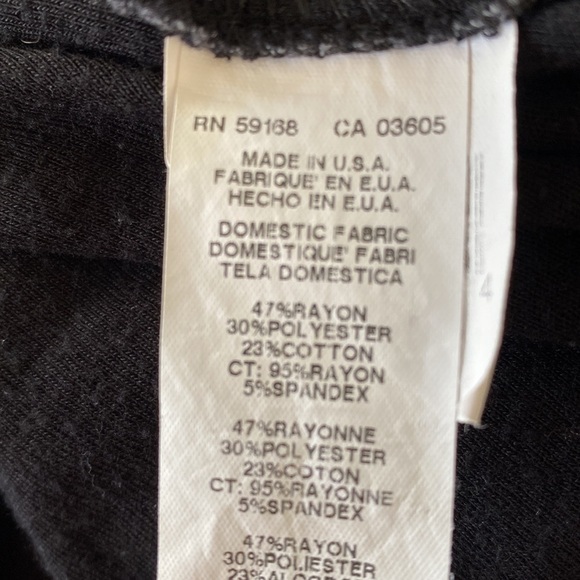 RN 59168 CA 03605
MADE IN U.S.A.
FABRIQUE' EN E.U.A.
HECHO EN E.U.A.
DOMESTIC FABRIC
DOMESTIQUE' FABRI
TELA DOMESTICA
47%RAYON
30%POLYESTER
23%COTTON
CT: 95%RAYON
5%SPANDEX
47%RAYONNE
30%POLYESTER
23%COTON
CT: 95%RAYONNE
5%SPANDEX
47%RAYON
30%POLIESTER